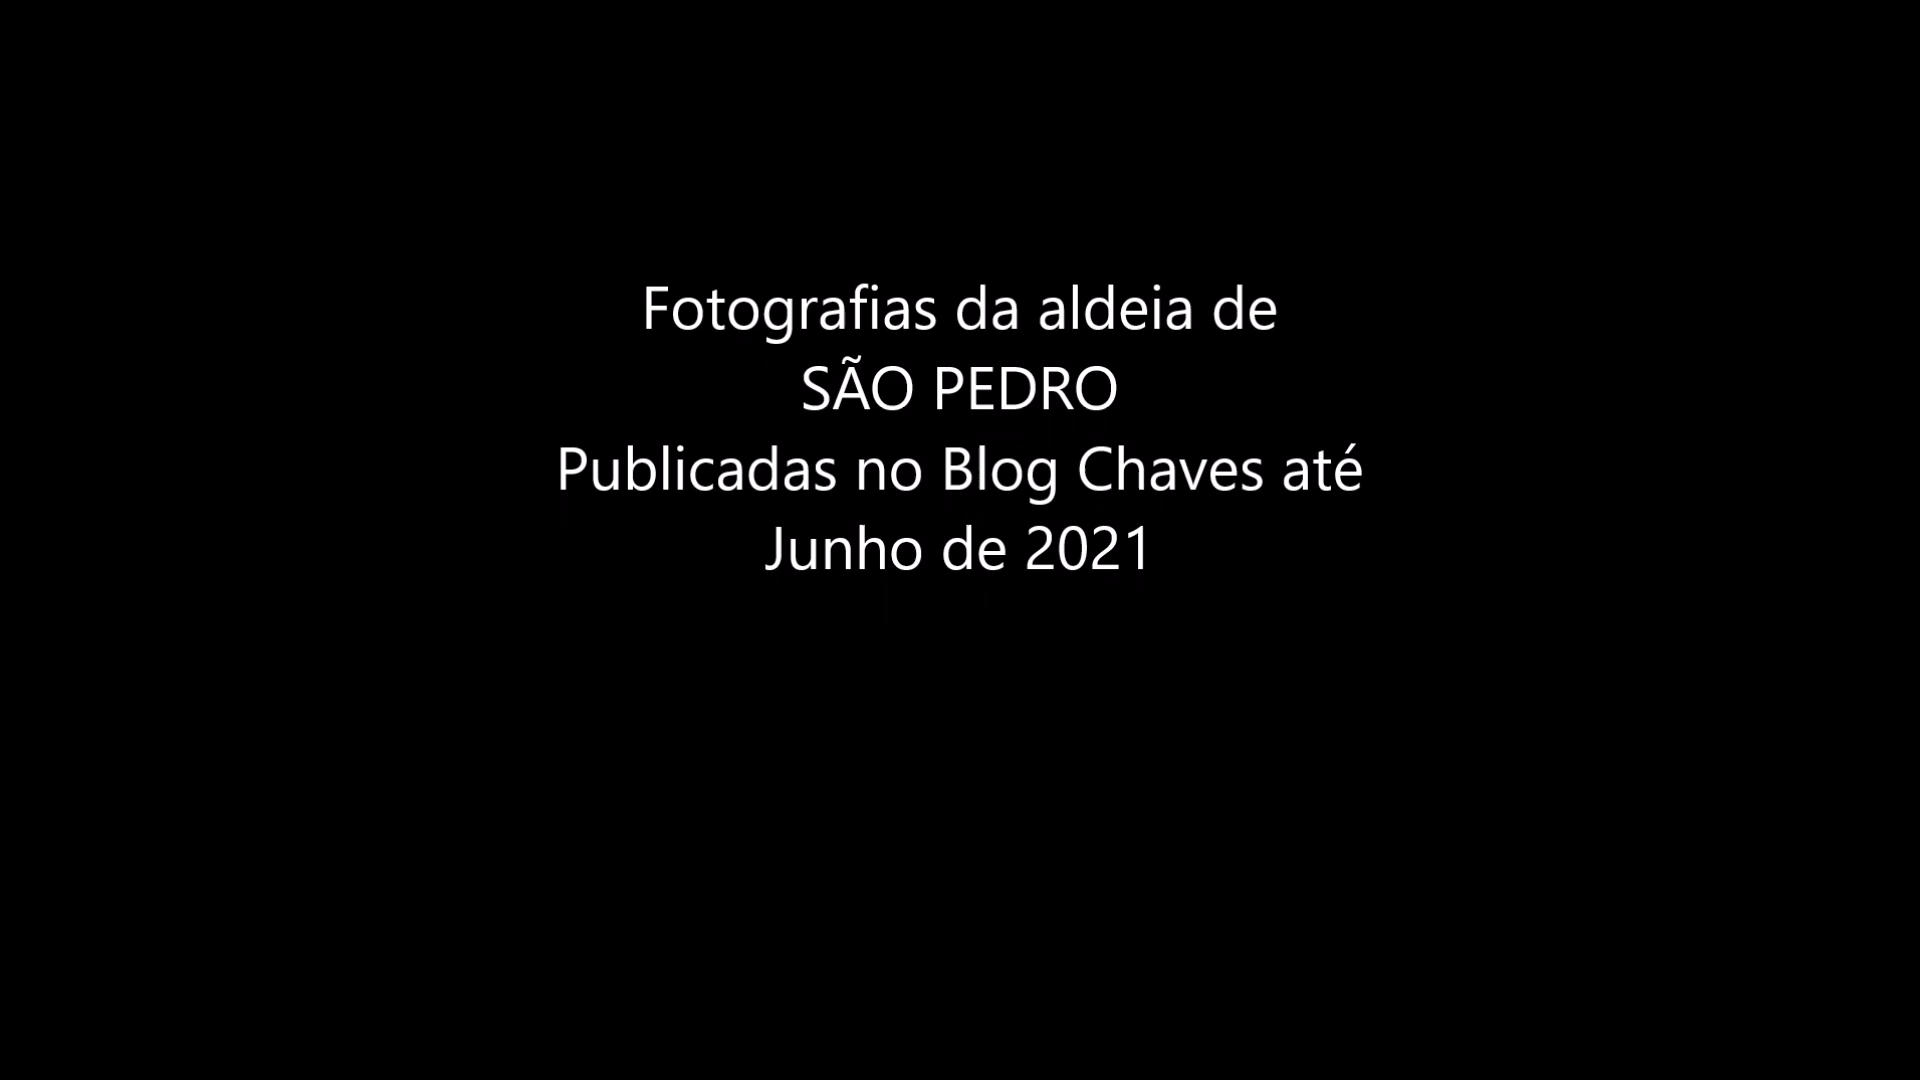 Fotografias da aldeia de
SÃO PEDRO
Publicadas no Blog Chaves até
Junho de 2021